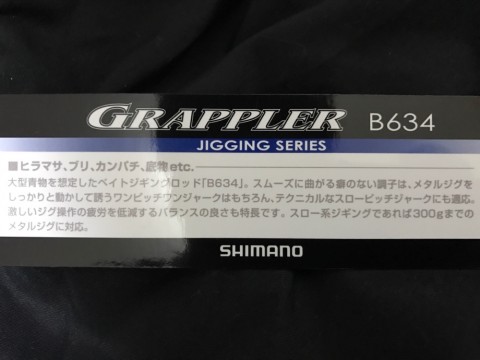 GRAPPLER B634
JIGGING SERIES
■ヒラマサ、ブリ、カンパチ、底物etc.
大型青物を想定したベイトジギングロッド「B634」。スムーズに曲がる癖のない調子は、メタルジグを
しっかりと動かして誘うワンピッチワンジャークはもちろん、テクニカルなスローピッチジャークにも適応。
激しいジグ操作の疲労を低減するバランスの良さも特長です。スロー系ジギングであれば300gまでの
メタルジグに対応。
SHIMANO